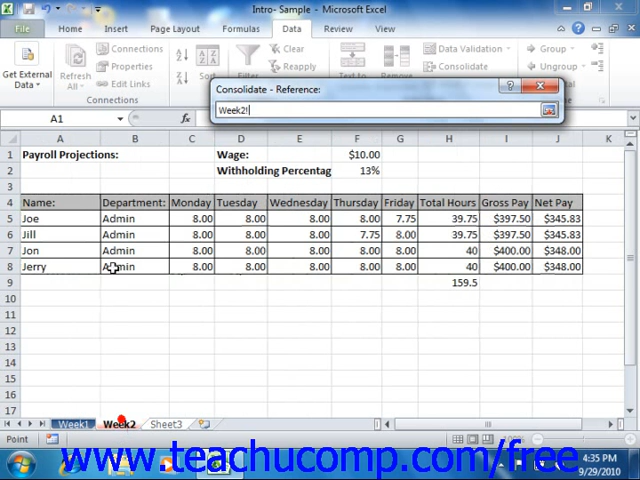 Intro- Sample - Microsoft Excel
File Home Insert Page Layout Formulas Data Review View
Get External
Data
Refresh
All
Connections
Properties
Edit Links
Connections
Sort
Clear
Reapply
Text to
Data Validation
Consolidate
Group
Ungroup
Consolidate - Reference:
Week2!
A1 fx
A B C D E F G H I J K
1 Payroll Projections: Wage: $10.00
2 Withholding Percentag 13%
3
4 Name: Department: Monday Tuesday Wednesday Thursday Friday Total Hours Gross Pay Net Pay
5 Joe Admin 8.00 8.00 8.00 8.00 7.75 39.75 $397.50 $345.83
6 Jill Admin 8.00 8.00 8.00 7.75 8.00 39.75 $397.50 $345.83
7 Jon Admin 8.00 8.00 8.00 8.00 8.00 40 $400.00 $348.00
8 Jerry Admin 8.00 8.00 8.00 8.00 8.00 40 $400.00 $348.00
9 159.5
10
11
12
13
14
15
16
17
Week1 Week2 Sheet3
Point 100%
www.teachucomp.com/free
4:35 PM
9/29/2010